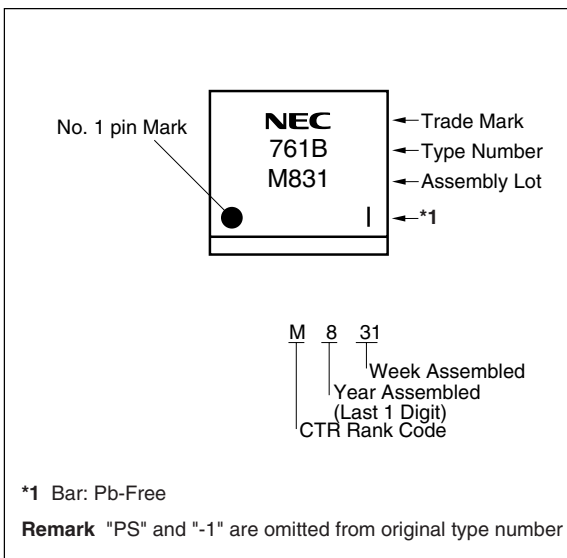 NEC
No. 1 pin Mark
Trade Mark
761B
Type Number
M831
Assembly Lot
*1
M 8 31
Week Assembled
Year Assembled
(Last 1 Digit)
CTR Rank Code
*1 Bar: Pb-Free
Remark "PS" and "-1" are omitted from original type number